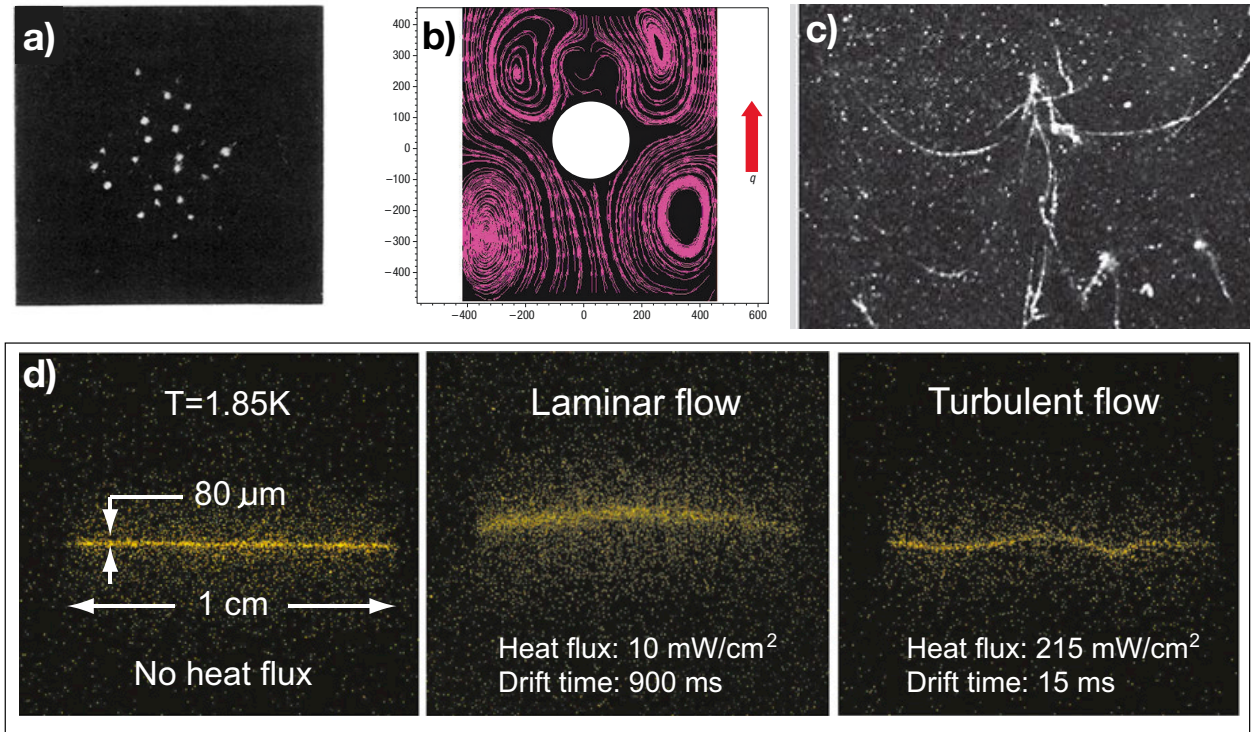 a)
b)
400
300
200
100
0
−100
−200
−300
−400
−400
−200
0
200
400
600
q
c)
d)
T=1.85K
80 µm
1 cm
No heat flux
Laminar flow
Heat flux: 10 mW/cm²
Drift time: 900 ms
Turbulent flow
Heat flux: 215 mW/cm²
Drift time: 15 ms